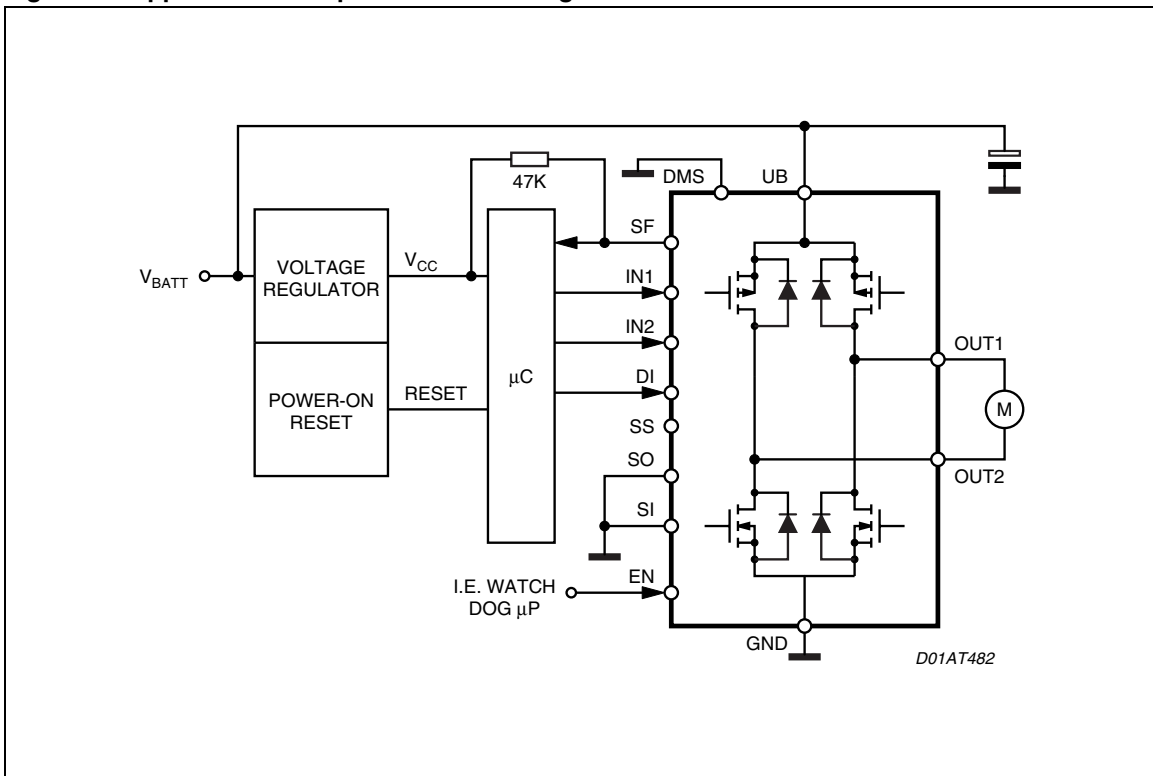 47K
DMS
UB
SF
V_BATT
VOLTAGE
REGULATOR
V_CC
IN1
IN2
OUT1
μC
DI
POWER-ON
RESET
RESET
M
SS
SO
OUT2
SI
I.E. WATCH
DOG μP
EN
GND
D01AT482